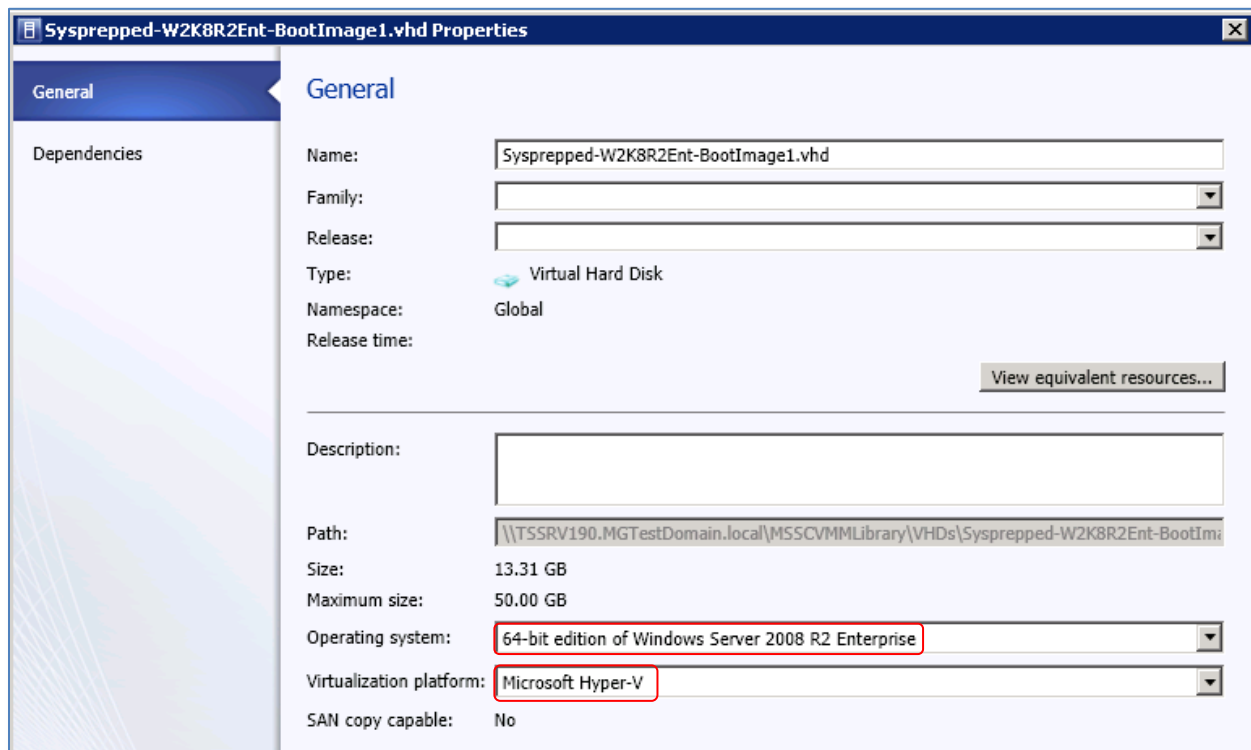 Sysprepped-W2K8R2Ent-BootImage1.vhd Properties
General
Dependencies
General
Name: Sysprepped-W2K8R2Ent-BootImage1.vhd
Family:
Release:
Type: Virtual Hard Disk
Namespace: Global
Release time:
View equivalent resources...
Description:
Path: \\TSSRV190.MGTestDomain.local\MSSCVMMLibrary\VHDs\Sysprepped-W2K8R2Ent-BootIma
Size: 13.31 GB
Maximum size: 50.00 GB
Operating system: 64-bit edition of Windows Server 2008 R2 Enterprise
Virtualization platform: Microsoft Hyper-V
SAN copy capable: No